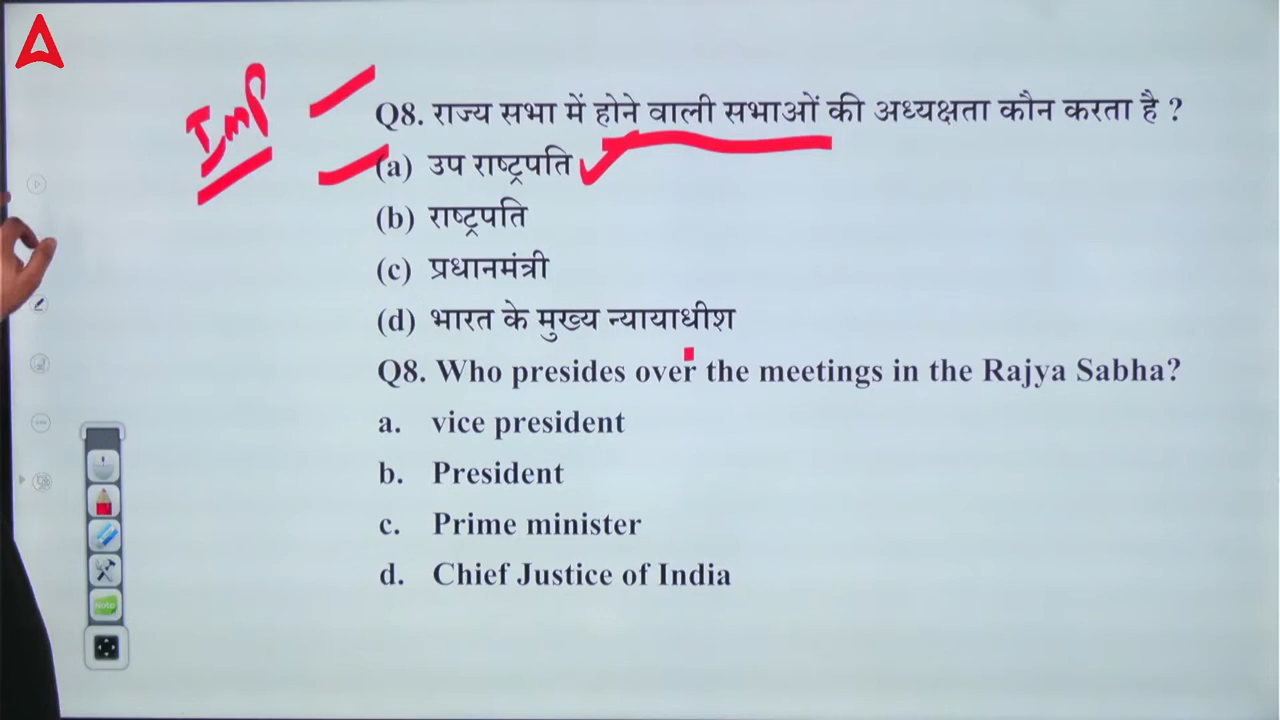 Imp
Q8. राज्य सभा में होने वाली सभाओं की अध्यक्षता कौन करता है ?
(a) उप राष्ट्रपति
(b) राष्ट्रपति
(c) प्रधानमंत्री
(d) भारत के मुख्य न्यायाधीश
Q8. Who presides over the meetings in the Rajya Sabha?
a. vice president
b. President
c. Prime minister
d. Chief Justice of India
Note